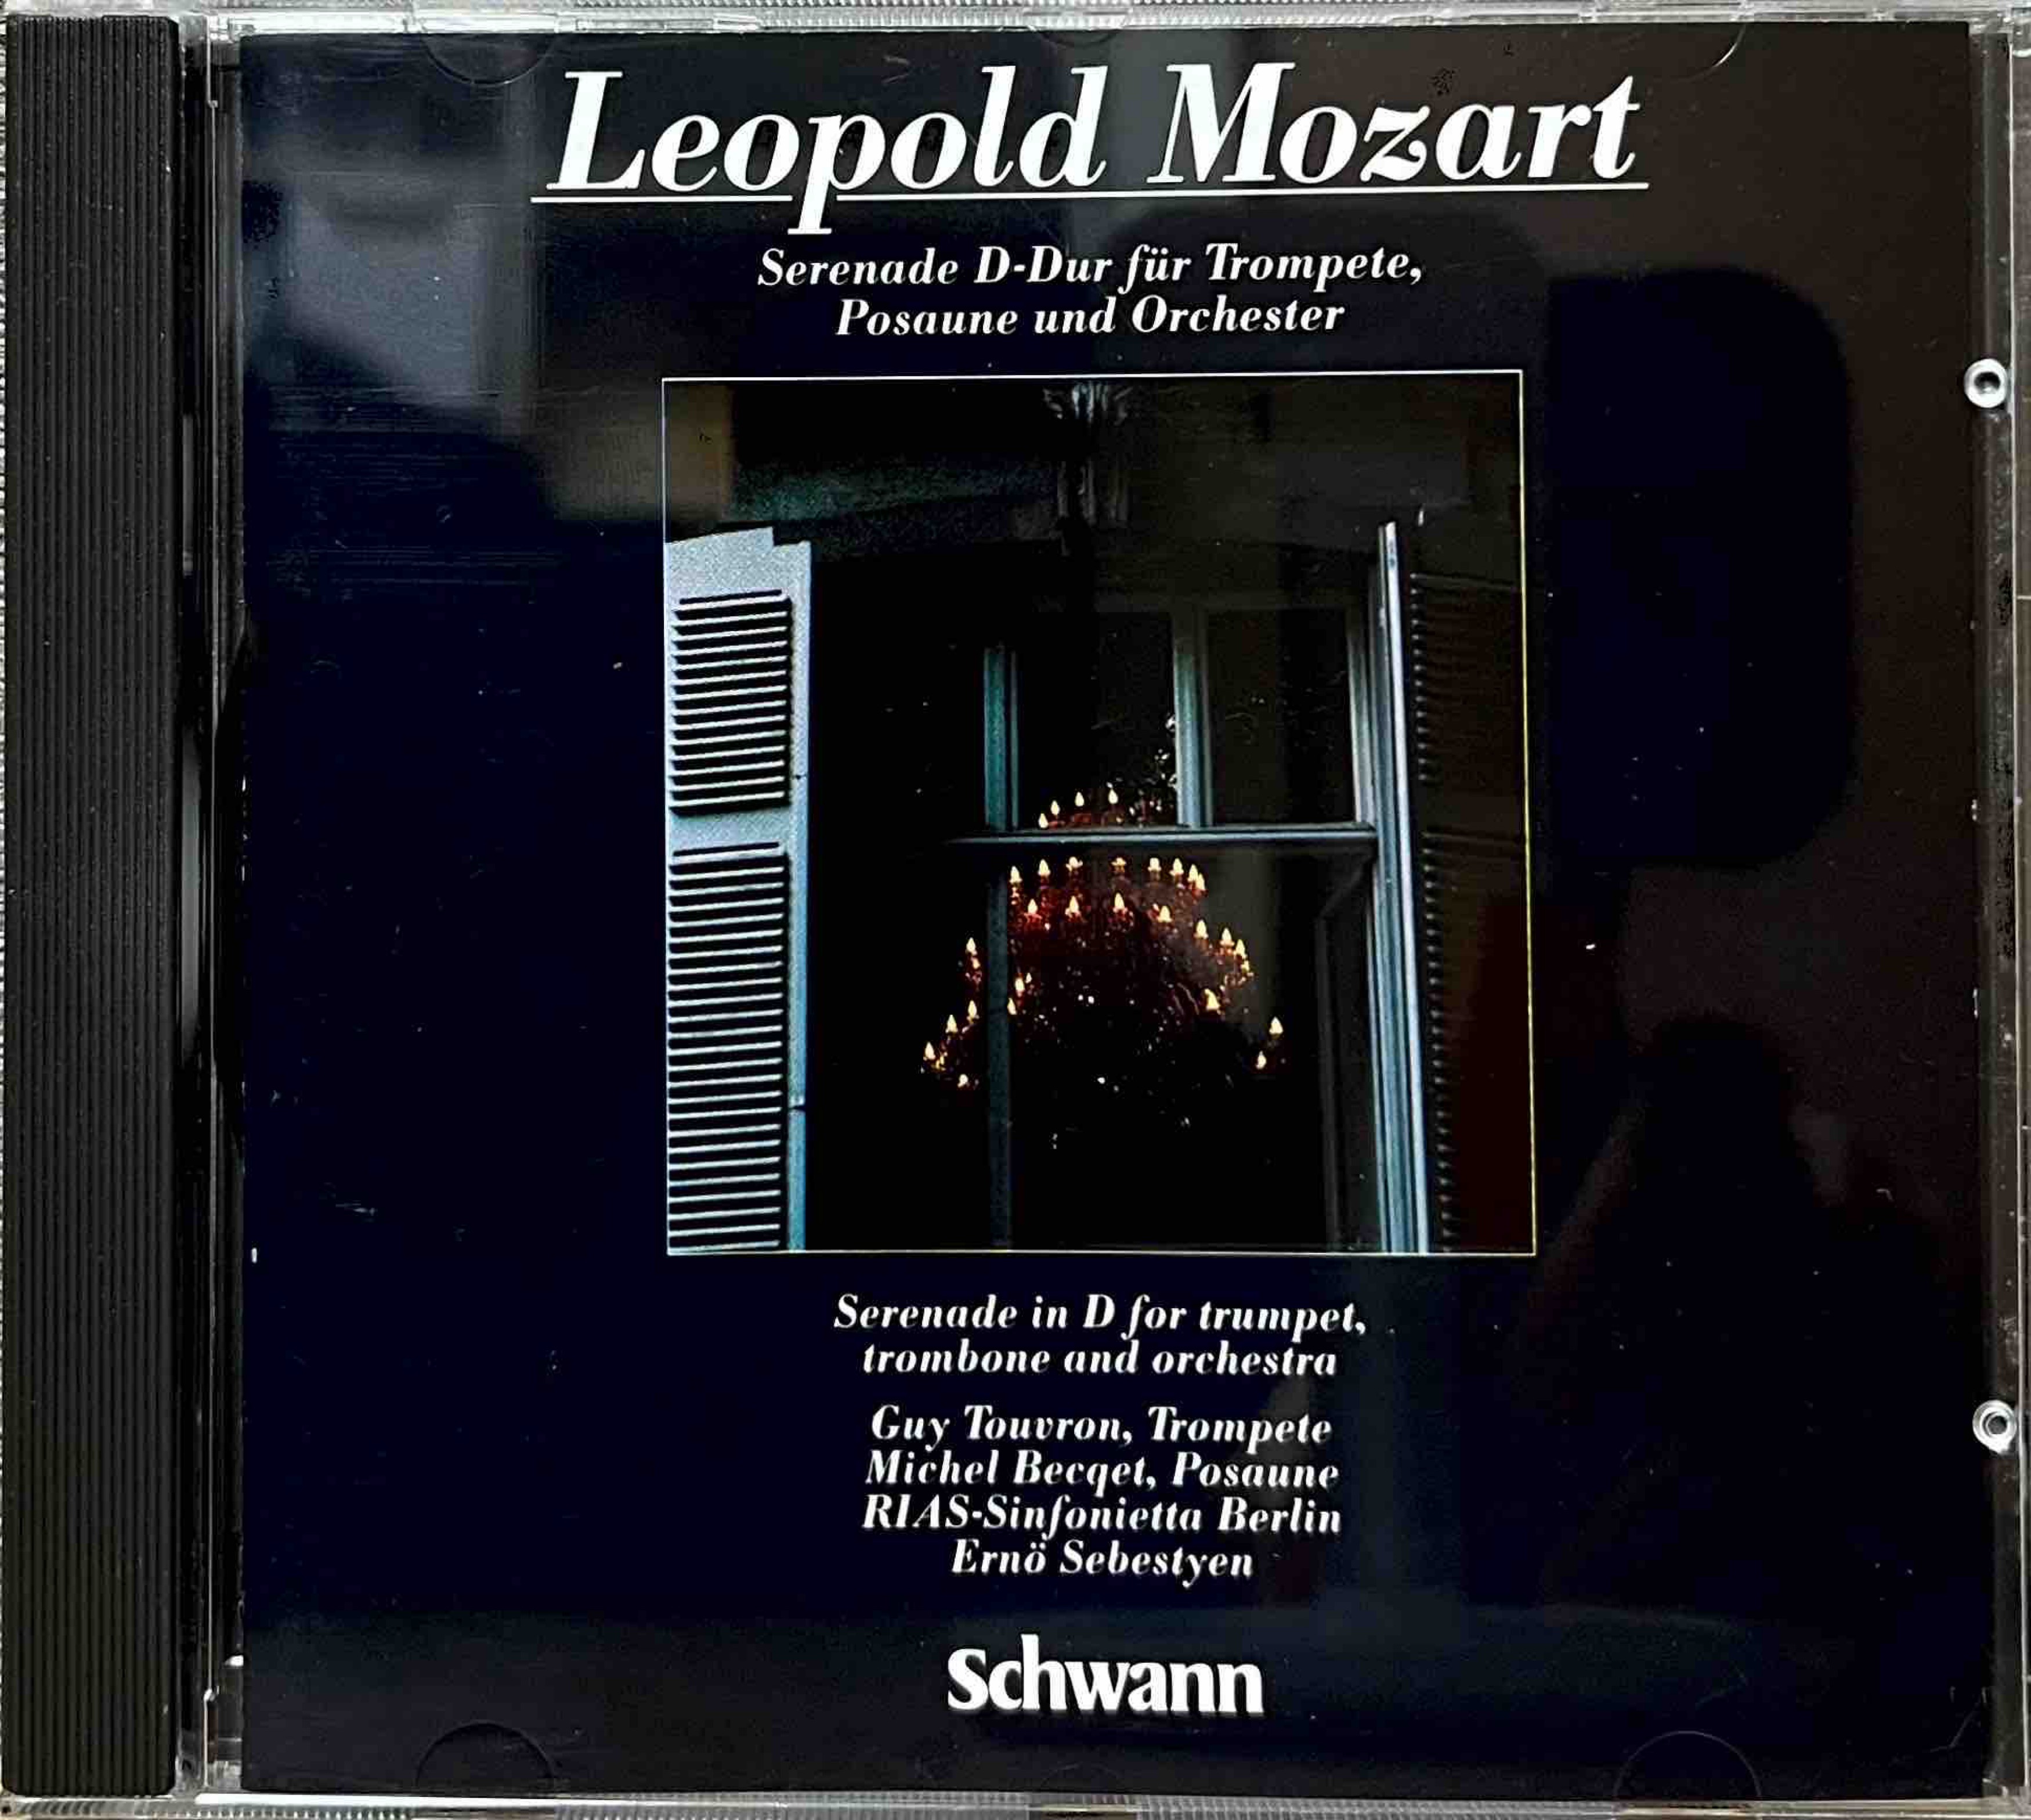 Leopold Mozart
Serenade D-Dur für Trompete,
Posaune und Orchester
Serenade in D for trumpet,
trombone and orchestra
Guy Touvron, Trompete
Michel Becqet, Posaune
RIAS-Sinfonietta Berlin
Ernö Sebestyen
Schwann